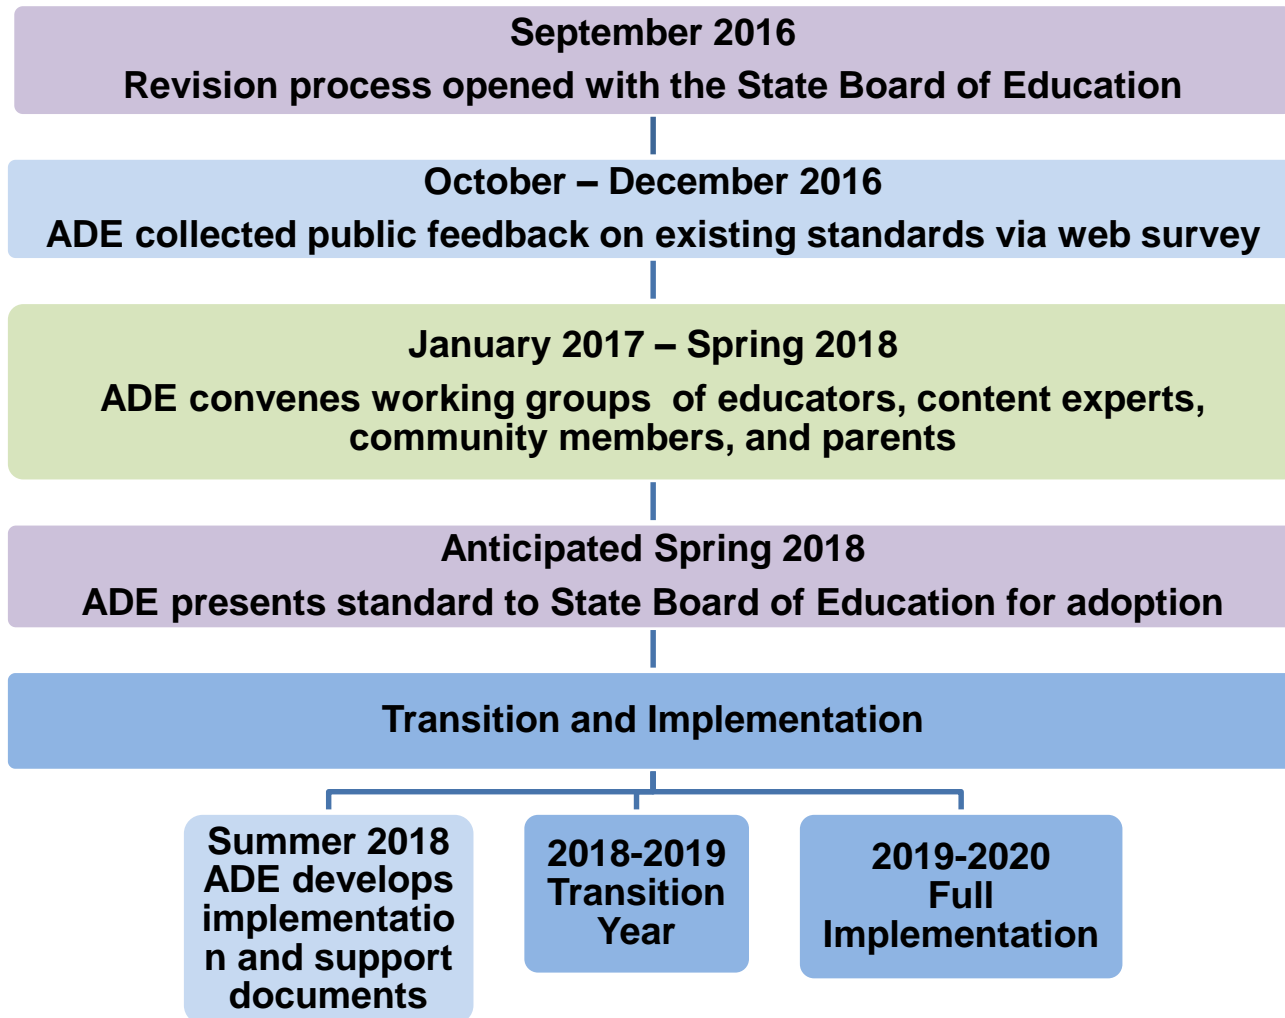 September 2016
Revision process opened with the State Board of Education
October – December 2016
ADE collected public feedback on existing standards via web survey
January 2017 – Spring 2018
ADE convenes working groups  of educators, content experts,
community members, and parents
Anticipated Spring 2018
ADE presents standard to State Board of Education for adoption
Transition and Implementation
Summer 2018
ADE develops
implementatio
n and support
documents
2018-2019
Transition
Year
2019-2020
Full
Implementation